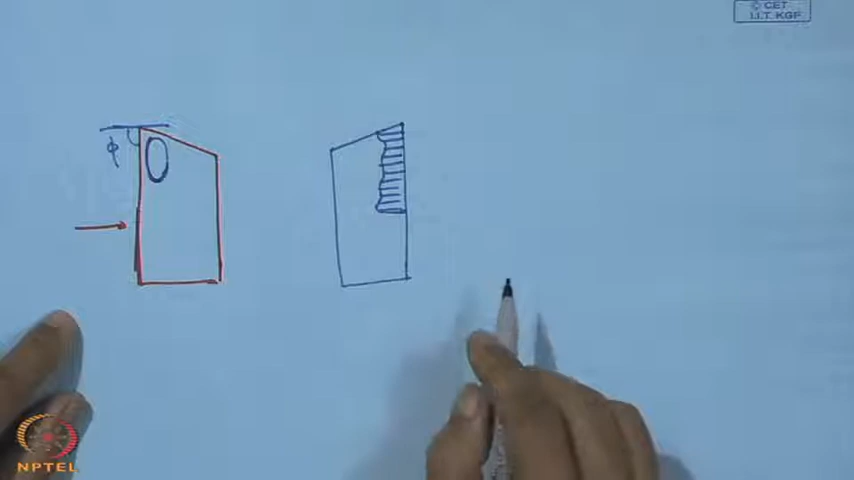 © CET
I.I.T. KGP
φ
O
NPTEL